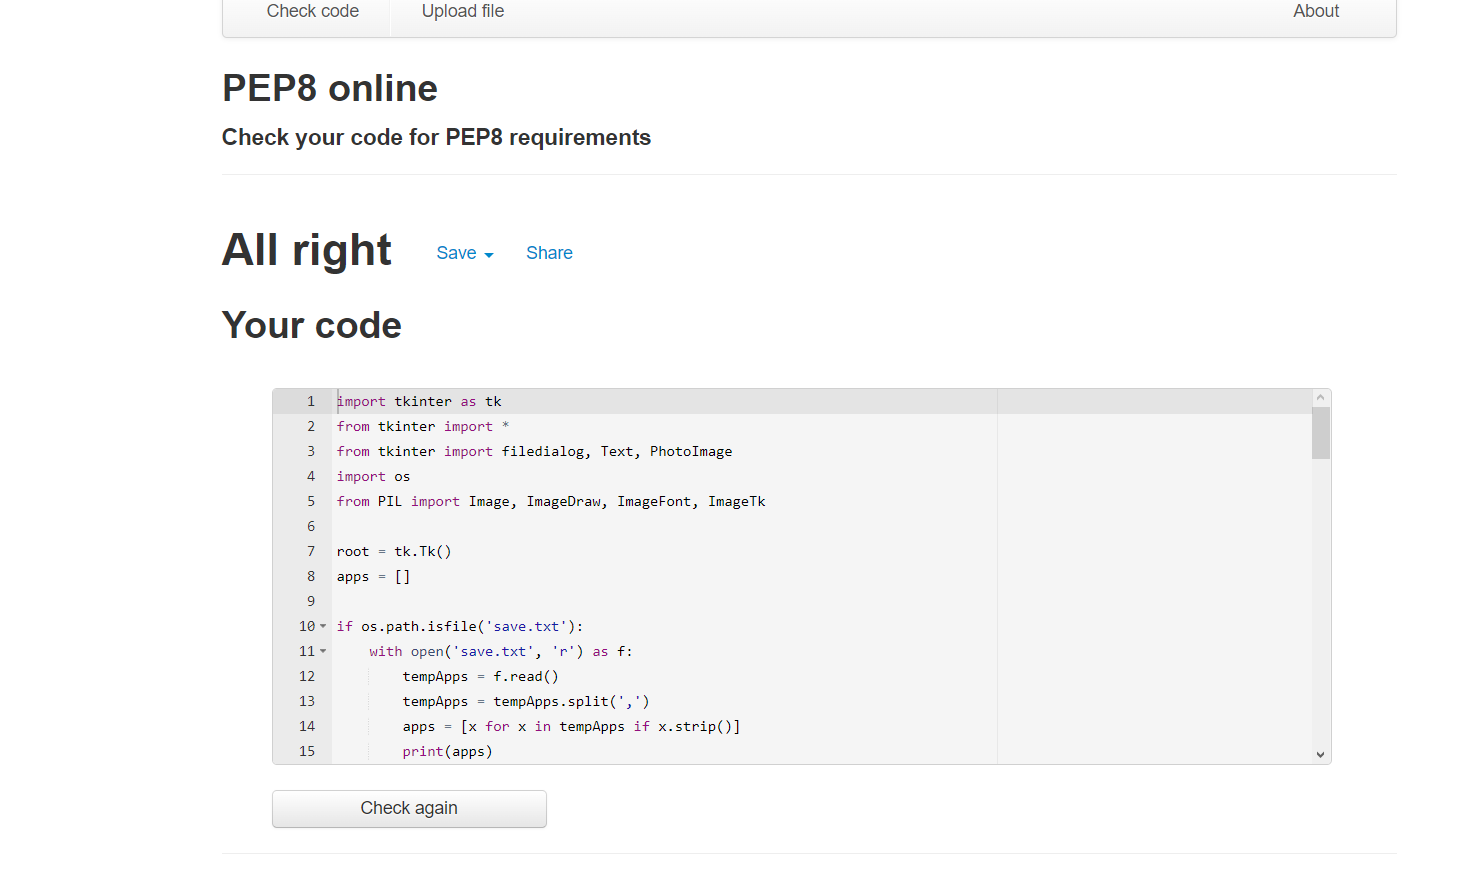 Check code Upload file About
PEP8 online
Check your code for PEP8 requirements
All right Save Share
Your code
1 import tkinter as tk
2 from tkinter import *
3 from tkinter import filedialog, Text, PhotoImage
4 import os
5 from PIL import Image, ImageDraw, ImageFont, ImageTk
6
7 root = tk.Tk()
8 apps = []
9
10 if os.path.isfile('save.txt'):
11     with open('save.txt', 'r') as f:
12         tempApps = f.read()
13         tempApps = tempApps.split(',')
14         apps = [x for x in tempApps if x.strip()]
15         print(apps)
Check again